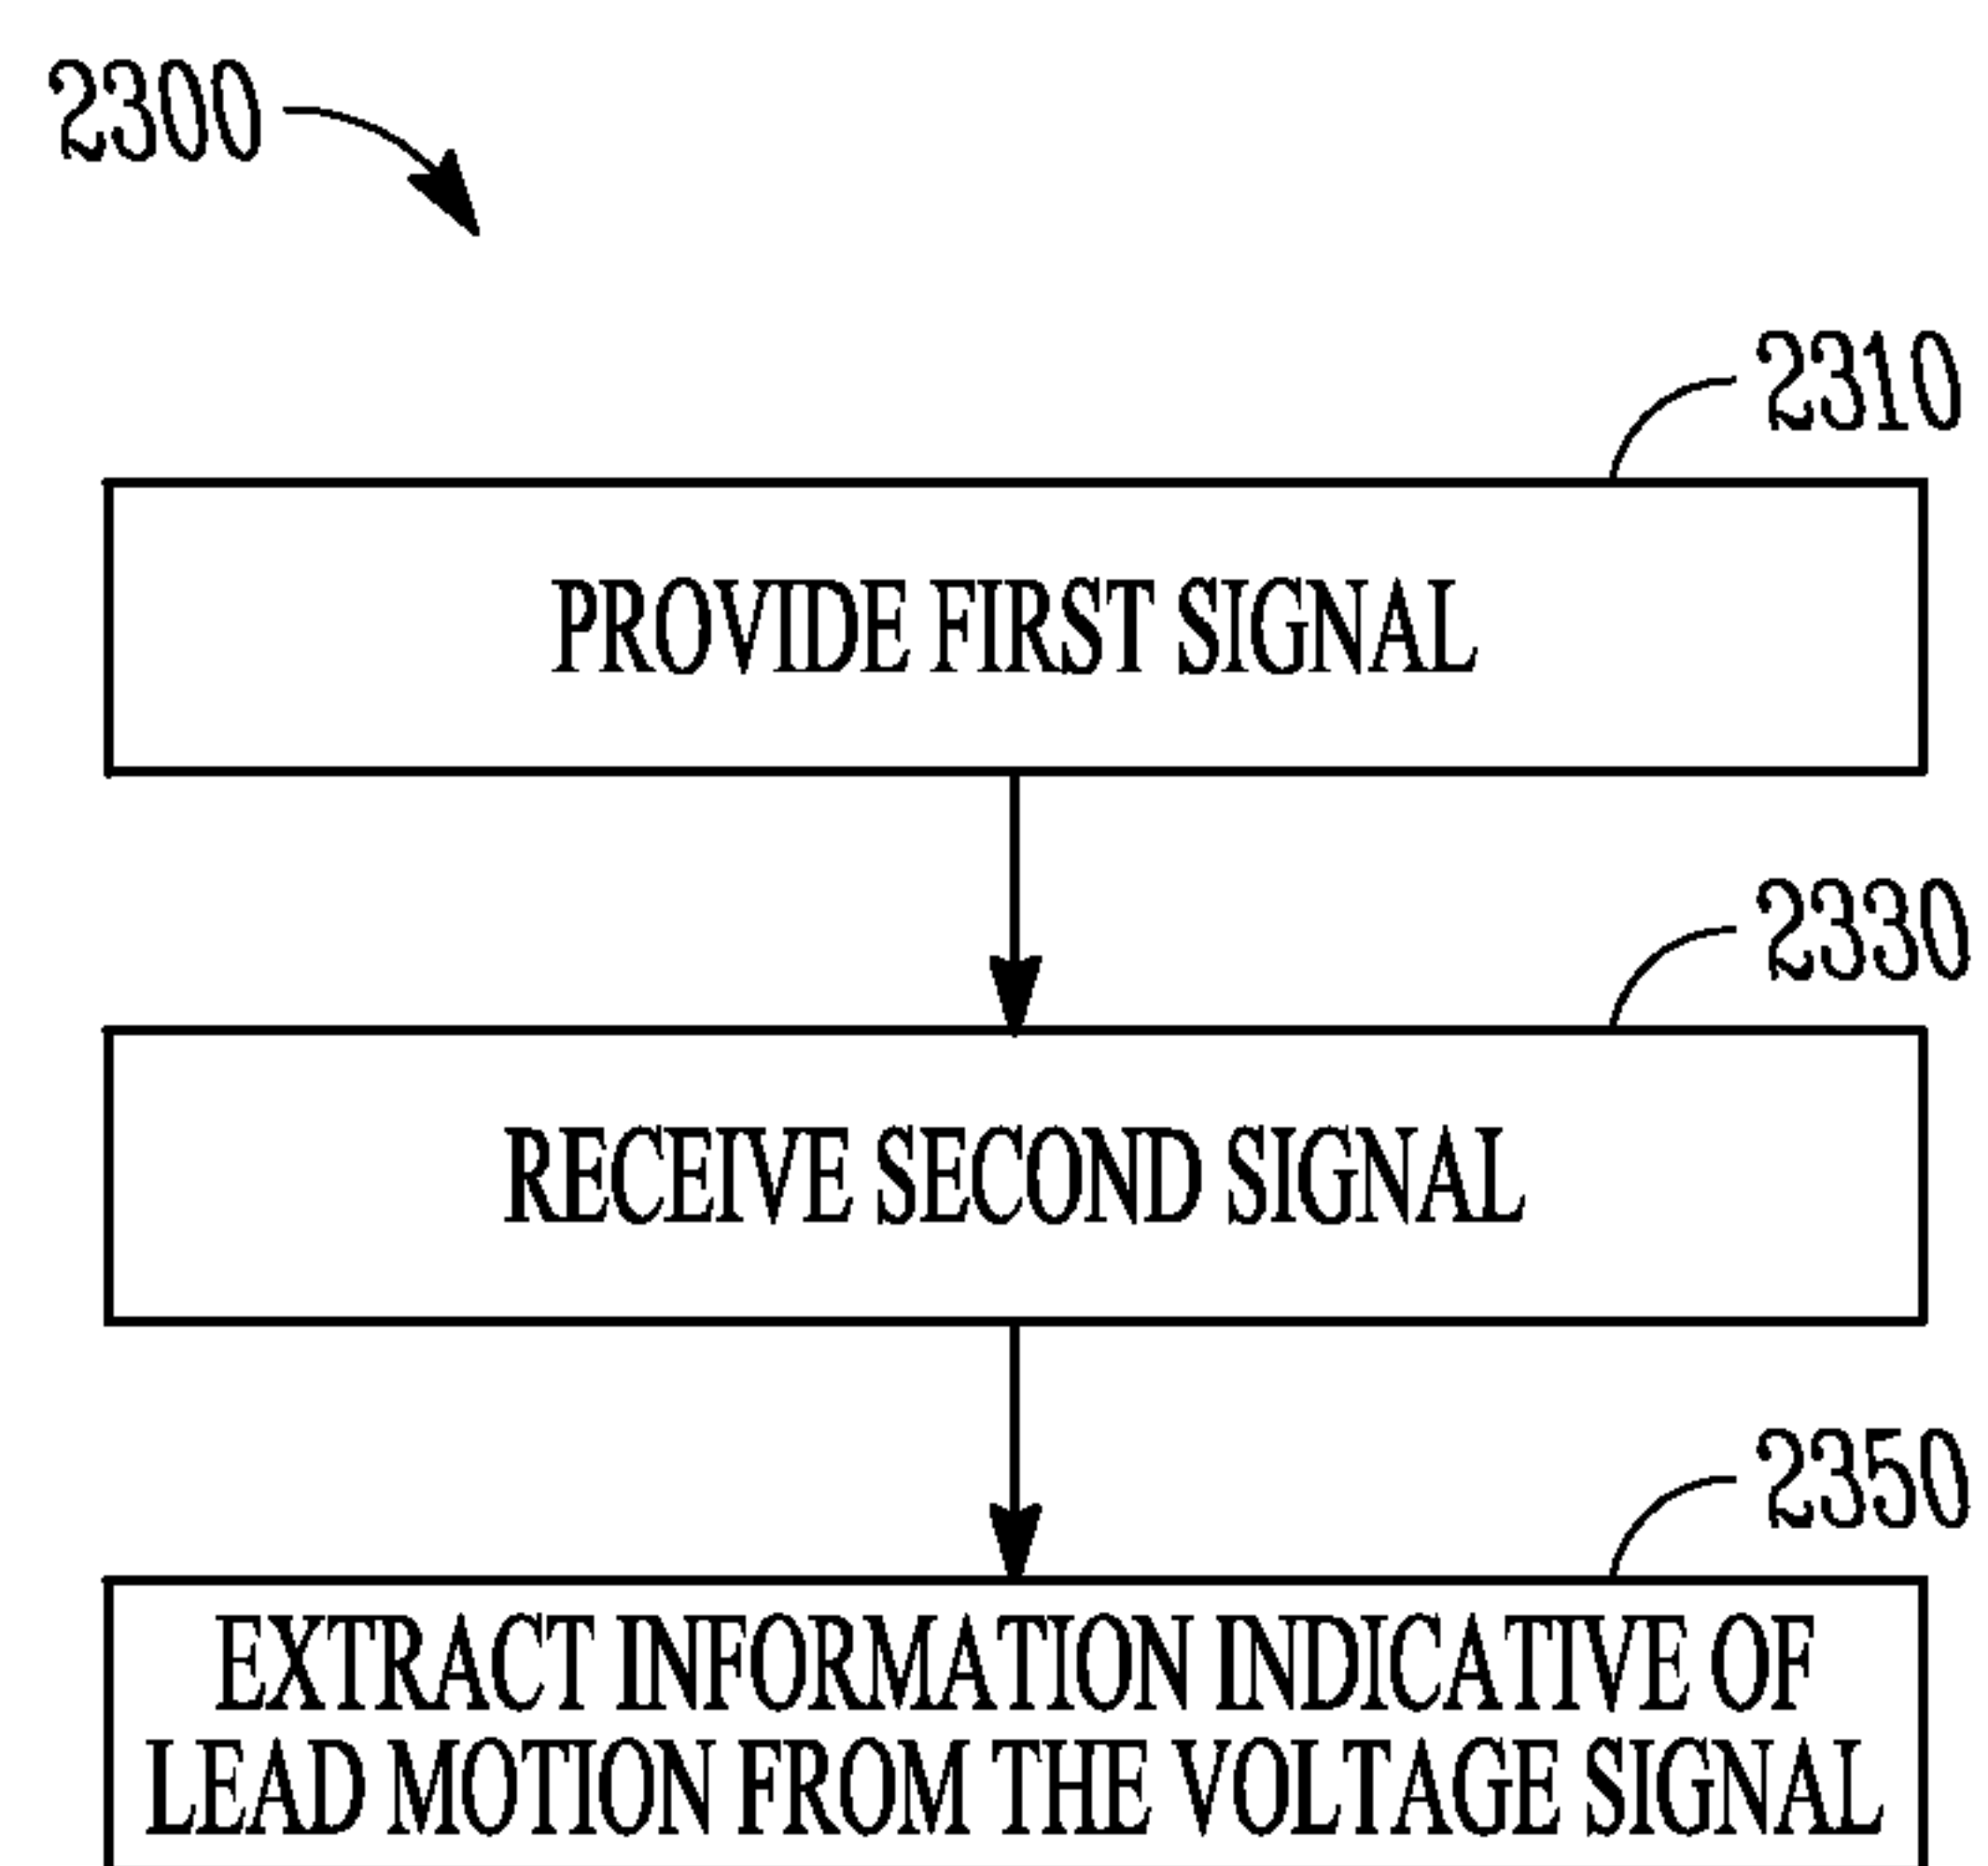 2300
2310
PROVIDE FIRST SIGNAL
2330
RECEIVE SECOND SIGNAL
2350
EXTRACT INFORMATION INDICATIVE OF
LEAD MOTION FROM THE VOLTAGE SIGNAL